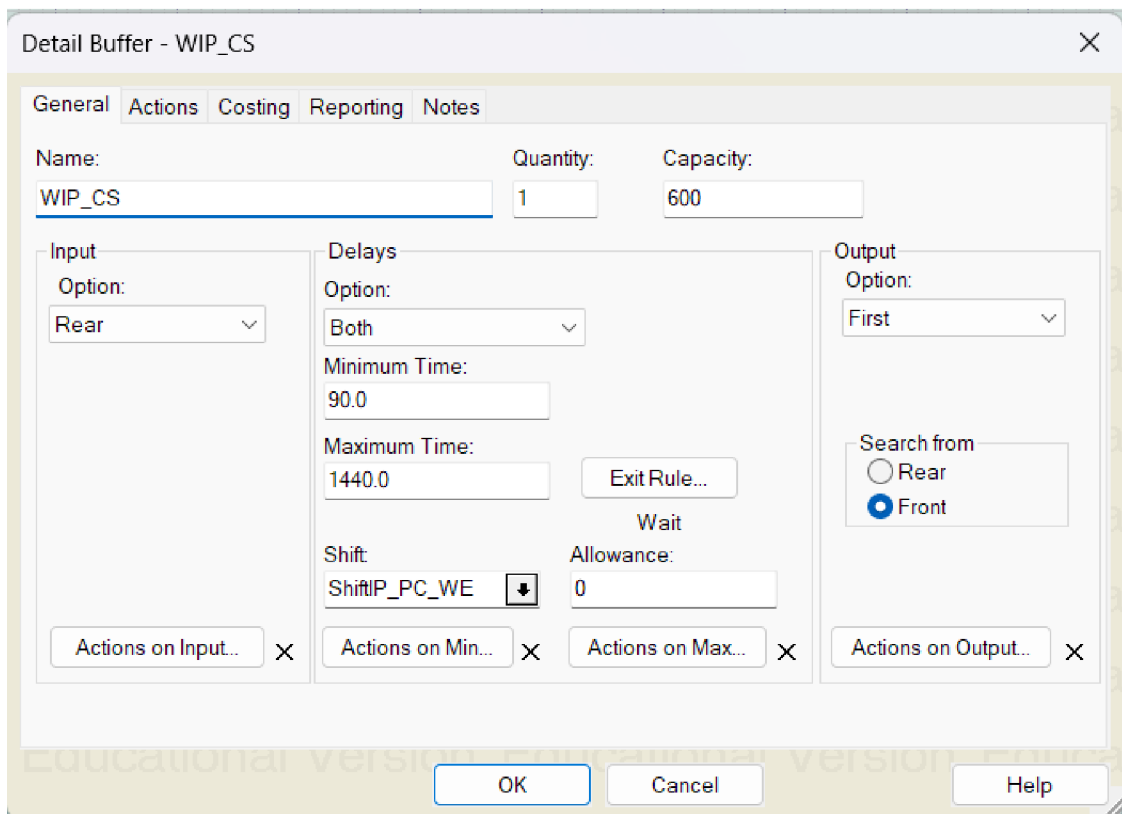 Detail Buffer - WIP_CS
General Actions Costing Reporting Notes
Name: Quantity: Capacity:
WIP_CS 1 600
Input Delays Output
Option: Option: Option:
Rear Both First
Minimum Time:
90.0
Maximum Time:
1440.0 Exit Rule...
Wait
Search from
Rear
Front
Shift: Allowance:
ShiftIP_PC_WE 0
Actions on Input... X Actions on Min... X Actions on Max... X Actions on Output... X
Educational Version Educational Version Educa
OK Cancel Help